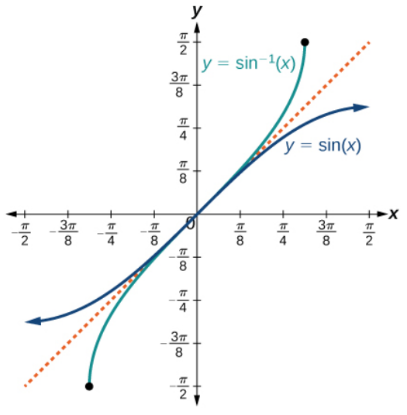 y
π/2
y = sin⁻¹(x)
3π/8
π/4
y = sin(x)
π/8
x
0
-π/2 -3π/8 -π/4 -π/8 π/8 π/4 3π/8 π/2
-π/8
-π/4
-3π/8
-π/2